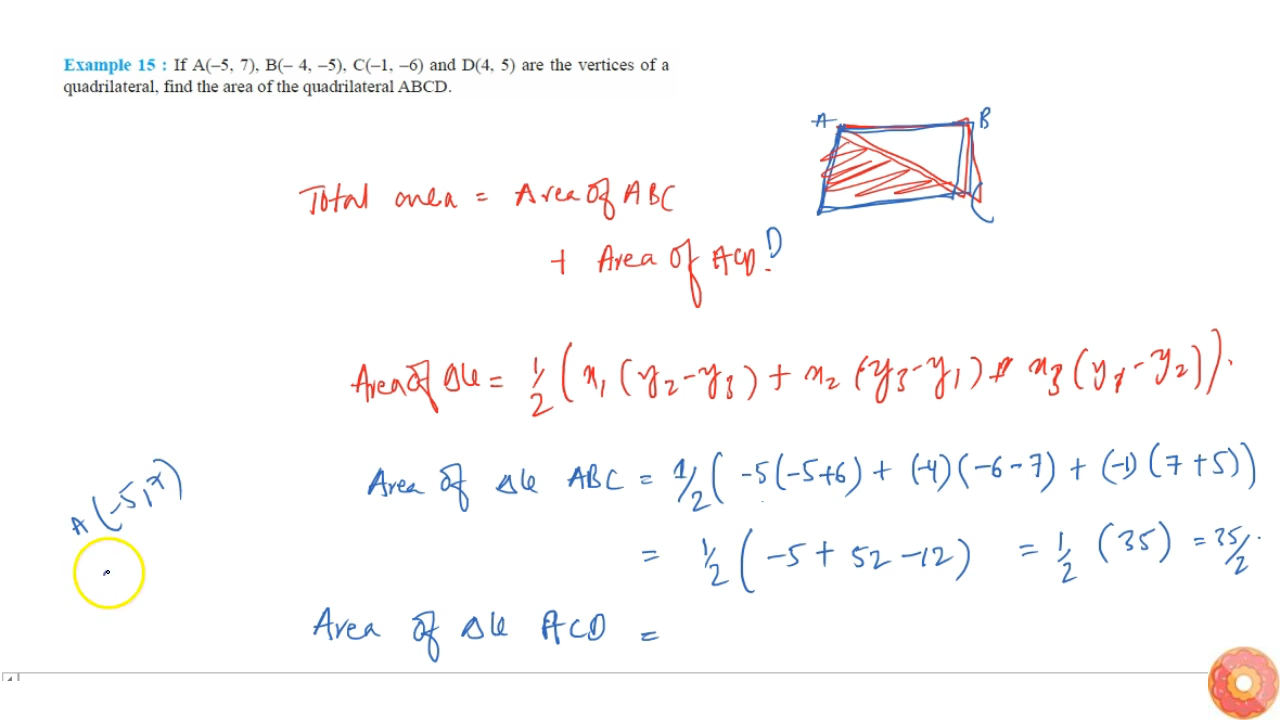 Example 15 : If A(–5, 7), B(– 4, –5), C(–1, –6) and D(4, 5) are the vertices of a
quadrilateral, find the area of the quadrilateral ABCD.
A B
C
D
Total area = Area of ABC
+ Area of ACD.
Area of Δle = 1/2 (x₁(y₂-y₃) + x₂(y₃-y₁) + x₃(y₁-y₂)).
Area of Δle ABC = 1/2 (-5(-5+6) + (-4)(-6-7) + (-1)(7+5))
A(-5,7)
= 1/2 (-5 + 52 -12) = 1/2 (35) = 35/2.
Area of Δle ACD =